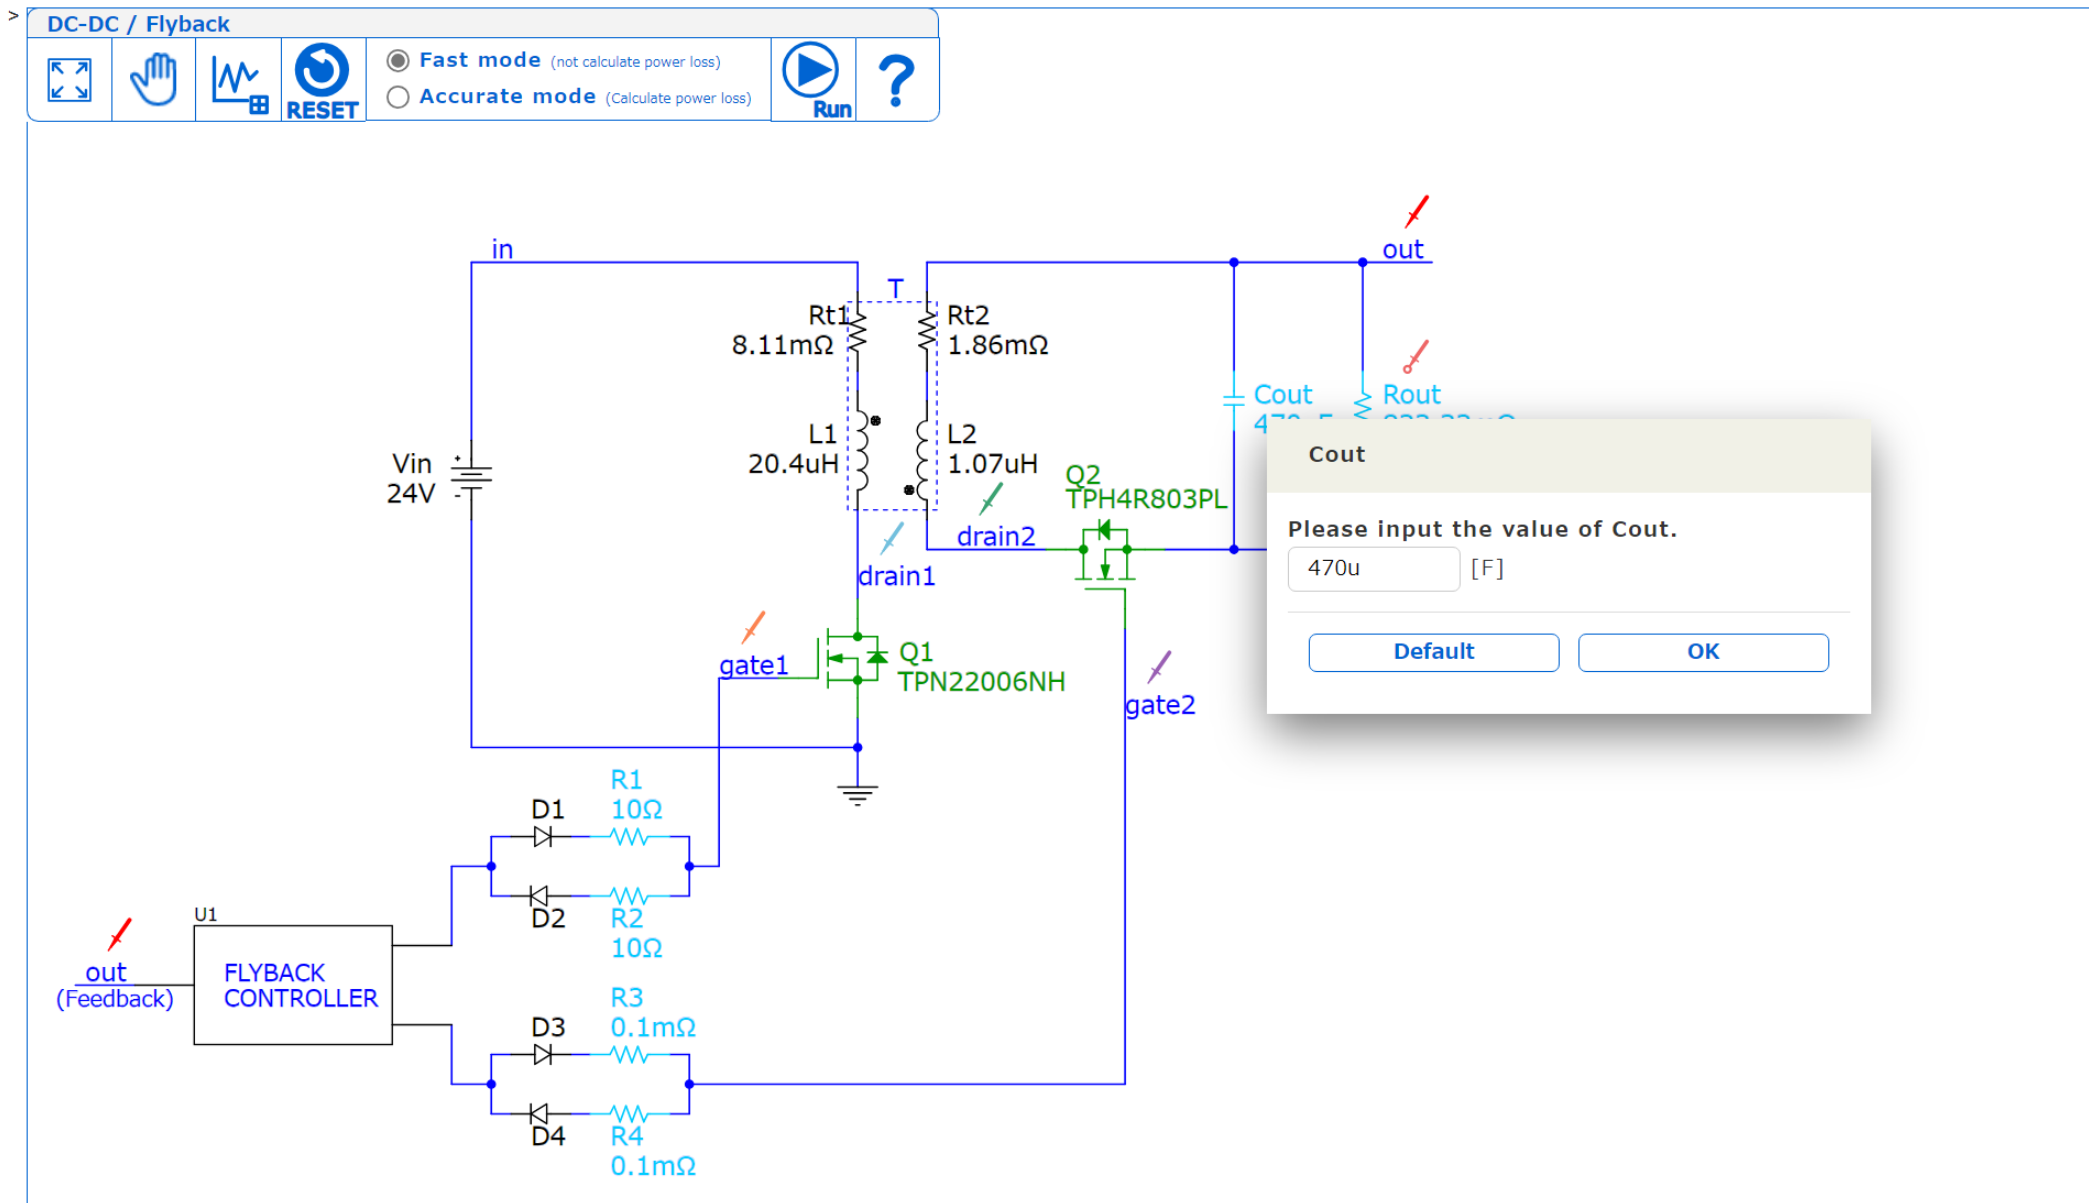 >
DC-DC / Flyback
RESET
Fast mode (not calculate power loss)
Accurate mode (Calculate power loss)
Run
?
in
out
T
Rt1
8.11mΩ
Rt2
1.86mΩ
Cout
Rout
L1
20.4uH
L2
1.07uH
Vin
24V
+
-
Q2
TPH4R803PL
drain2
drain1
gate1
Q1
TPN22006NH
gate2
Cout
Please input the value of Cout.
470u [F]
Default
OK
R1
10Ω
D1
D2
R2
10Ω
U1
out
(Feedback)
FLYBACK
CONTROLLER
R3
0.1mΩ
D3
D4
R4
0.1mΩ